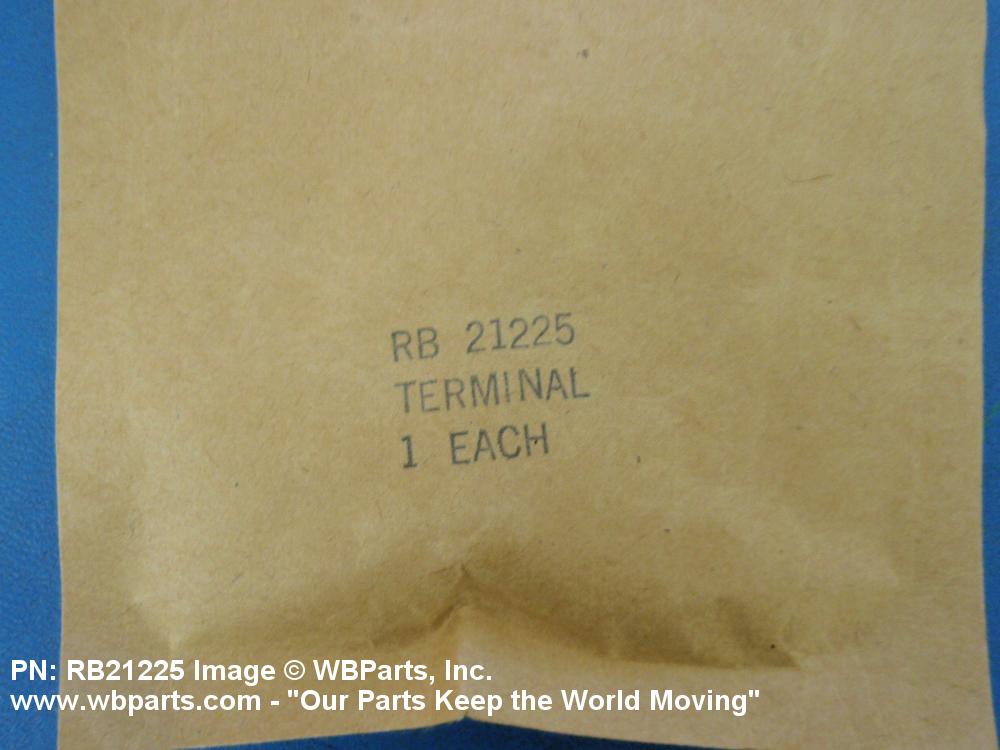 RB 21225
TERMINAL
1 EACH
PN: RB21225 Image © WBParts, Inc.
www.wbparts.com - "Our Parts Keep the World Moving"